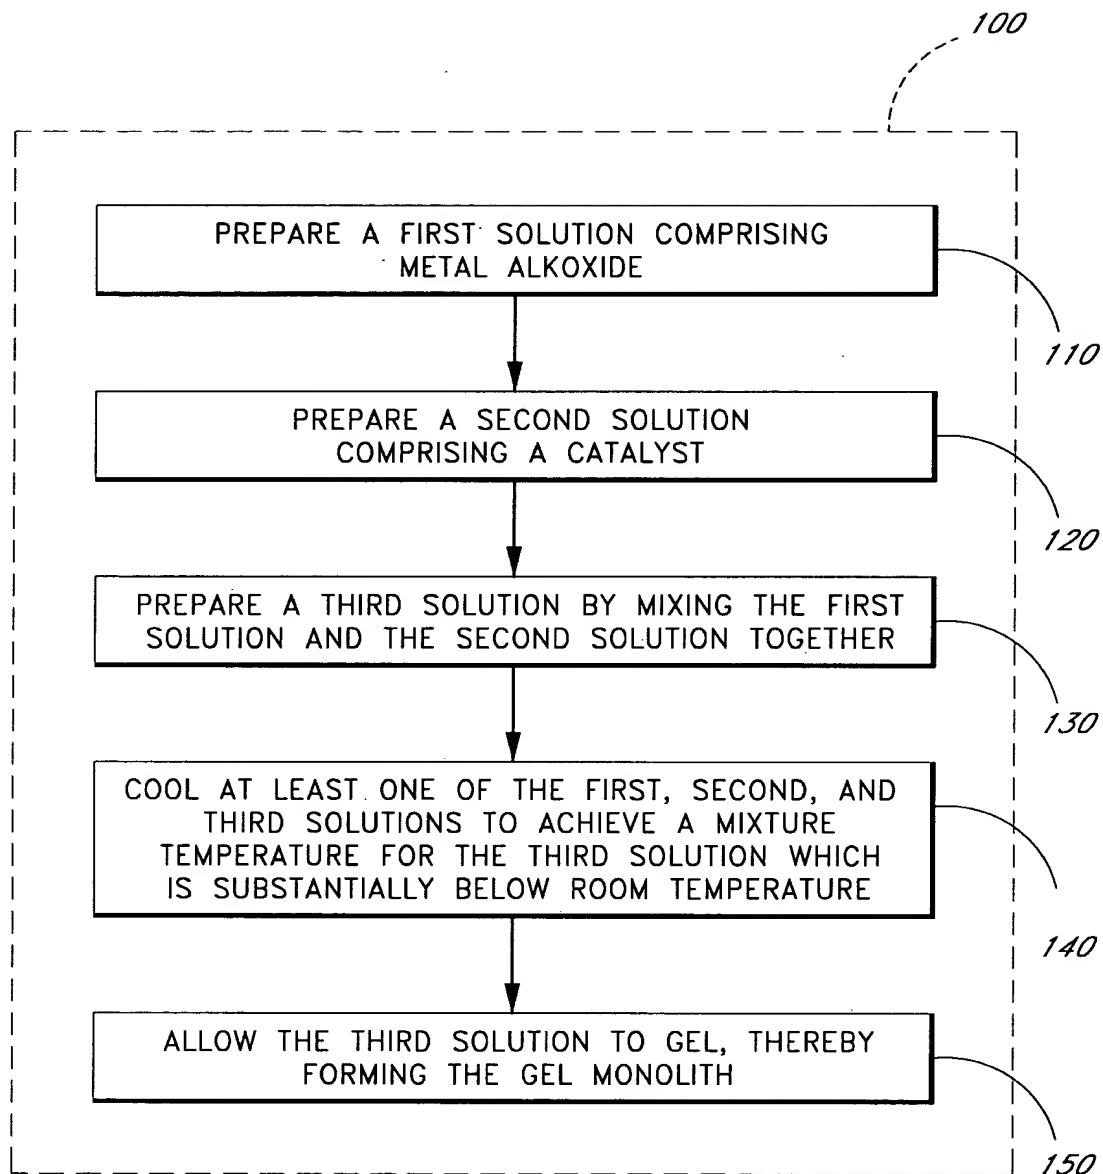 100
PREPARE A FIRST SOLUTION COMPRISING
METAL ALKOXIDE
110
PREPARE A SECOND SOLUTION
COMPRISING A CATALYST
120
PREPARE A THIRD SOLUTION BY MIXING THE FIRST
SOLUTION AND THE SECOND SOLUTION TOGETHER
130
COOL AT LEAST ONE OF THE FIRST, SECOND, AND
THIRD SOLUTIONS TO ACHIEVE A MIXTURE
TEMPERATURE FOR THE THIRD SOLUTION WHICH
IS SUBSTANTIALLY BELOW ROOM TEMPERATURE
140
ALLOW THE THIRD SOLUTION TO GEL, THEREBY
FORMING THE GEL MONOLITH
150